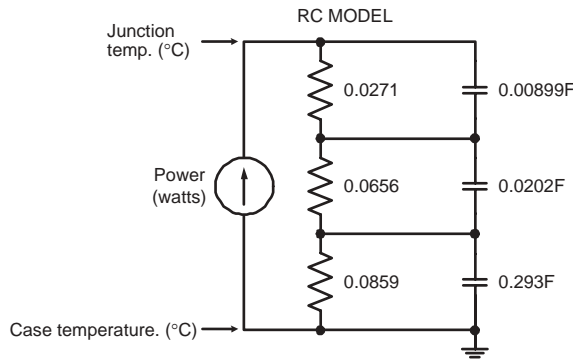 RC MODEL
Junction
temp. (°C)
0.0271
0.00899F
Power
(watts)
0.0656
0.0202F
0.0859
0.293F
Case temperature. (°C)